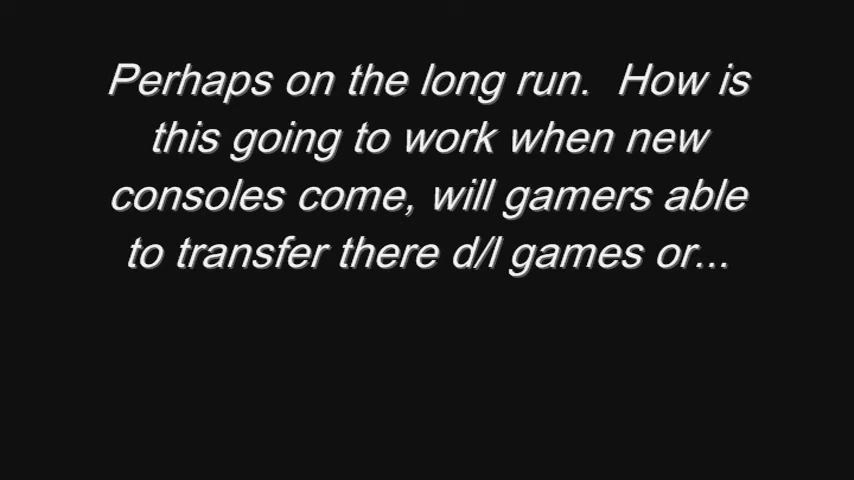 Perhaps on the long run.  How is
this going to work when new
consoles come, will gamers able
to transfer there d/l games or...